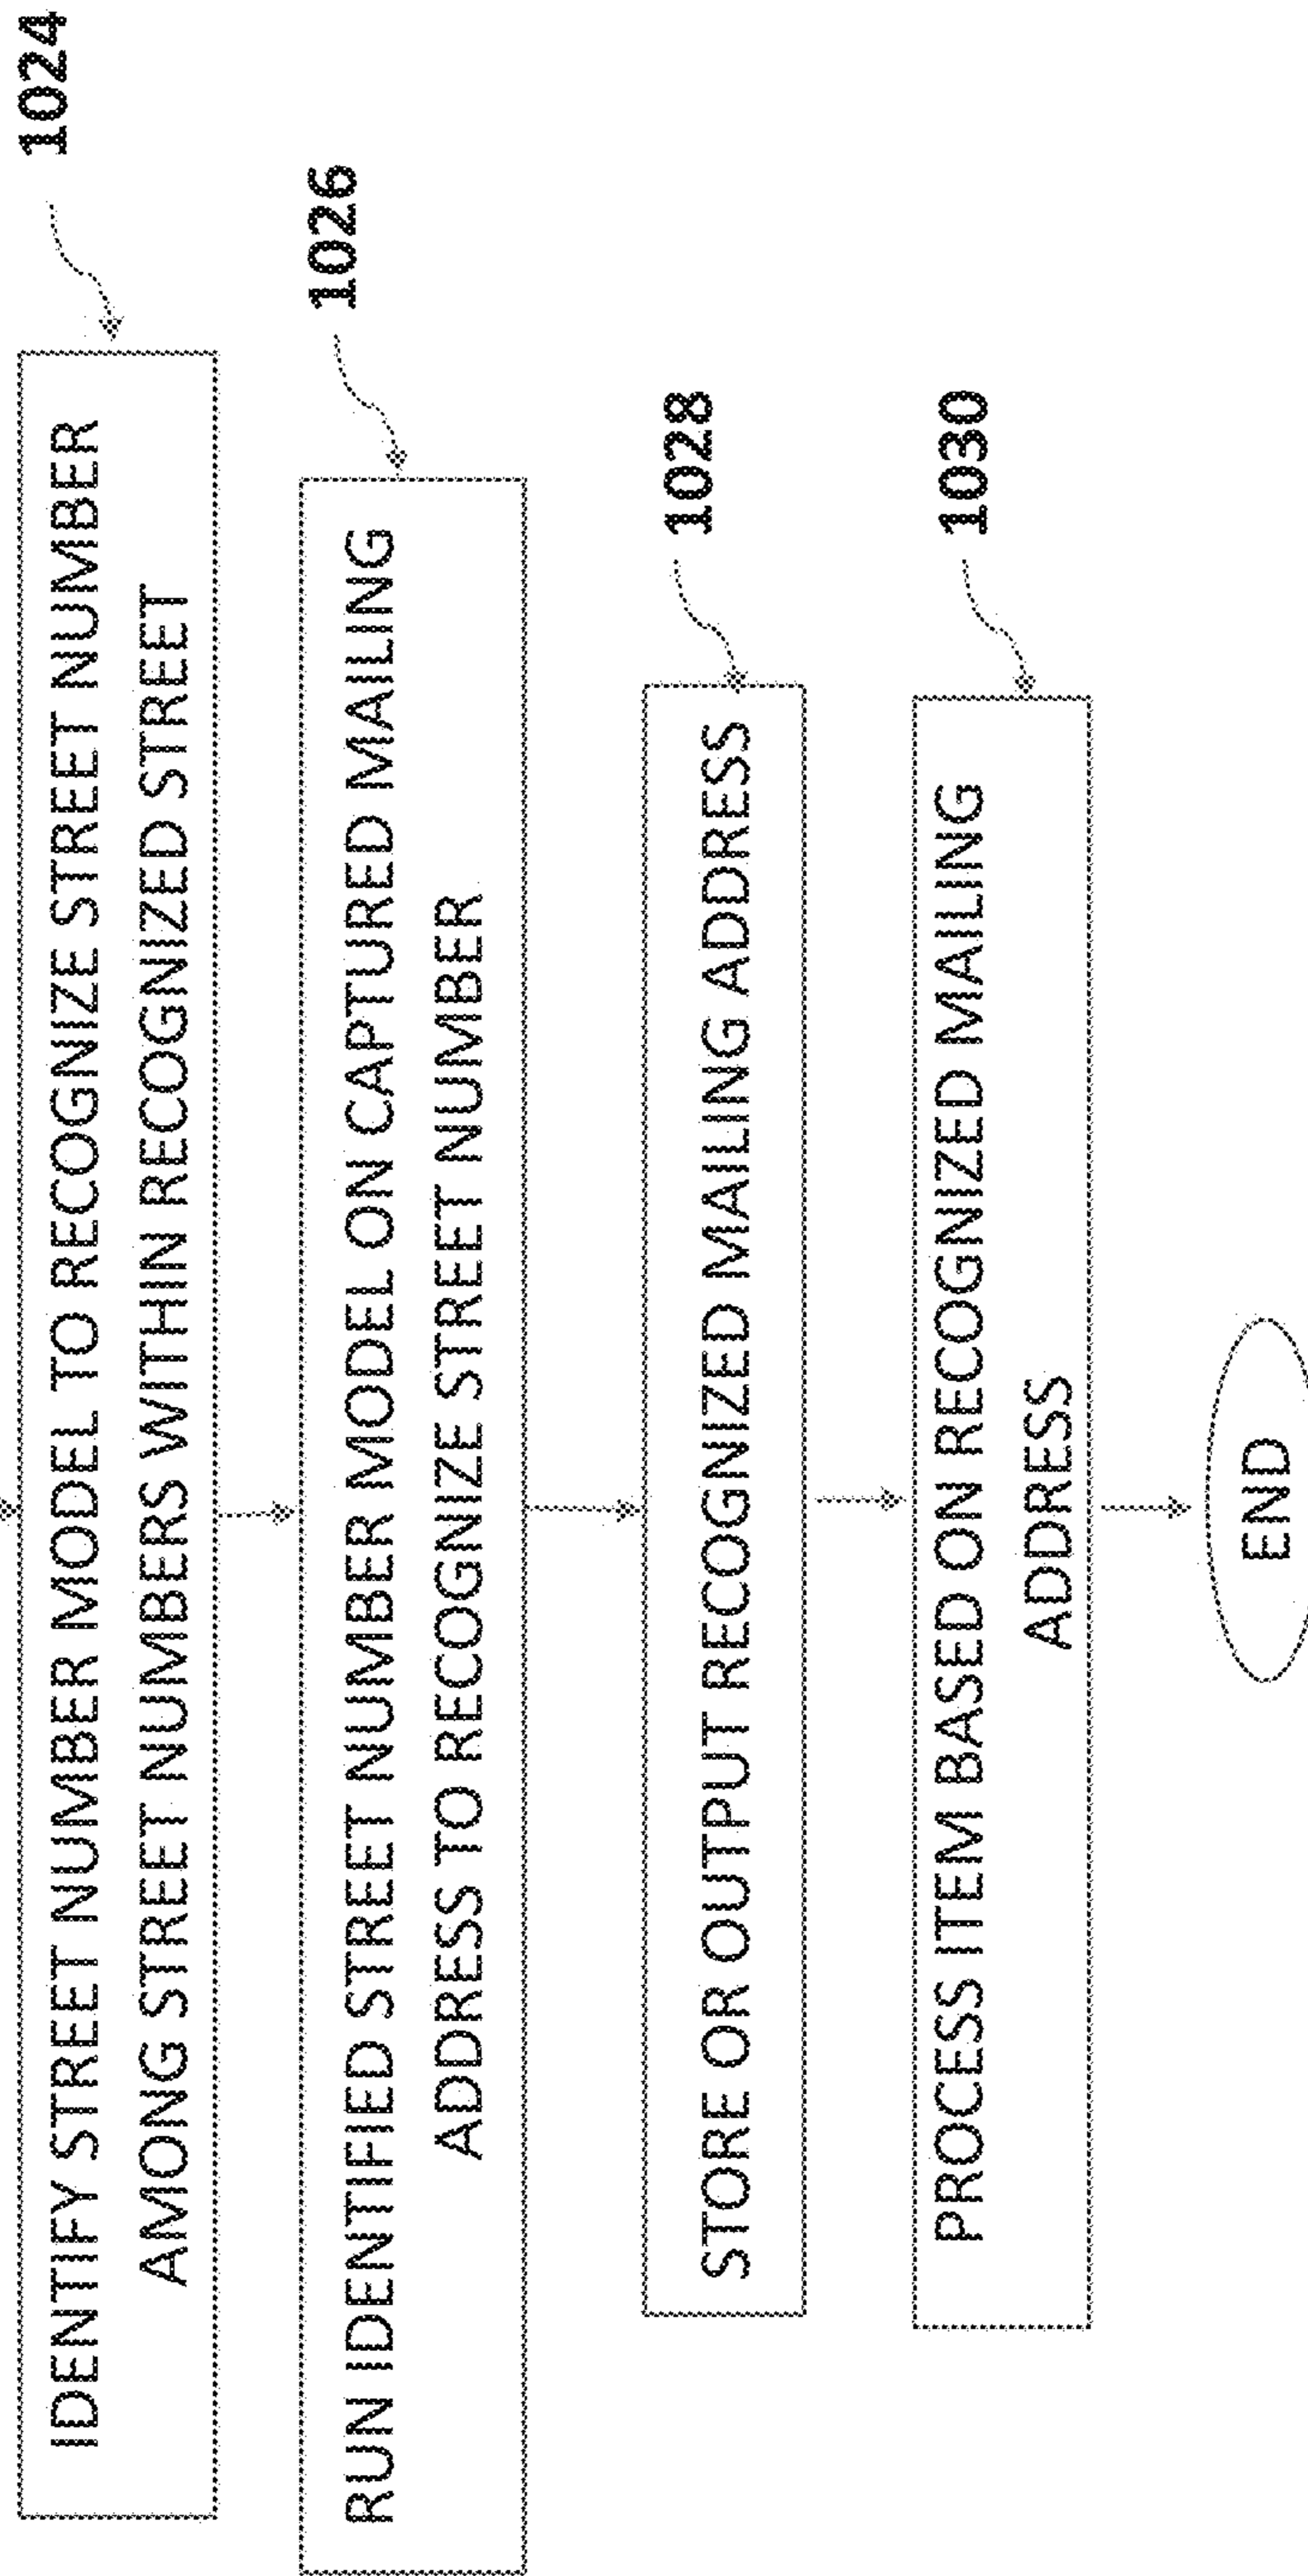 1024
IDENTIFY STREET NUMBER MODEL TO RECOGNIZE STREET NUMBER
AMONG STREET NUMBERS WITHIN RECOGNIZED STREET
1026
RUN IDENTIFIED STREET NUMBER MODEL ON CAPTURED MAILING
ADDRESS TO RECOGNIZE STREET NUMBER
1028
STORE OR OUTPUT RECOGNIZED MAILING ADDRESS
1030
PROCESS ITEM BASED ON RECOGNIZED MAILING
ADDRESS
END